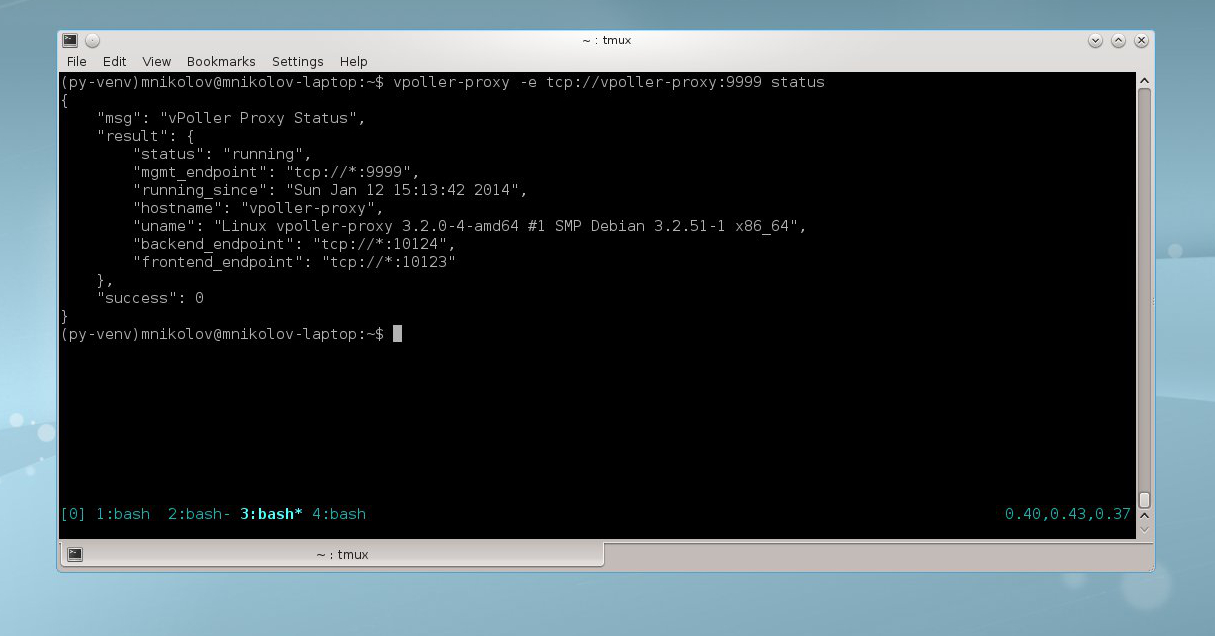 ~ : tmux
File Edit View Bookmarks Settings Help
(py-venv)mnikolov@mnikolov-laptop:~$ vpoller-proxy -e tcp://vpoller-proxy:9999 status
{
    "msg": "vPoller Proxy Status",
    "result": {
        "status": "running",
        "mgmt_endpoint": "tcp://*:9999",
        "running_since": "Sun Jan 12 15:13:42 2014",
        "hostname": "vpoller-proxy",
        "uname": "Linux vpoller-proxy 3.2.0-4-amd64 #1 SMP Debian 3.2.51-1 x86_64",
        "backend_endpoint": "tcp://*:10124",
        "frontend_endpoint": "tcp://*:10123"
    },
    "success": 0
}
(py-venv)mnikolov@mnikolov-laptop:~$
[0] 1:bash  2:bash- 3:bash* 4:bash 0.40,0.43,0.37
~ : tmux